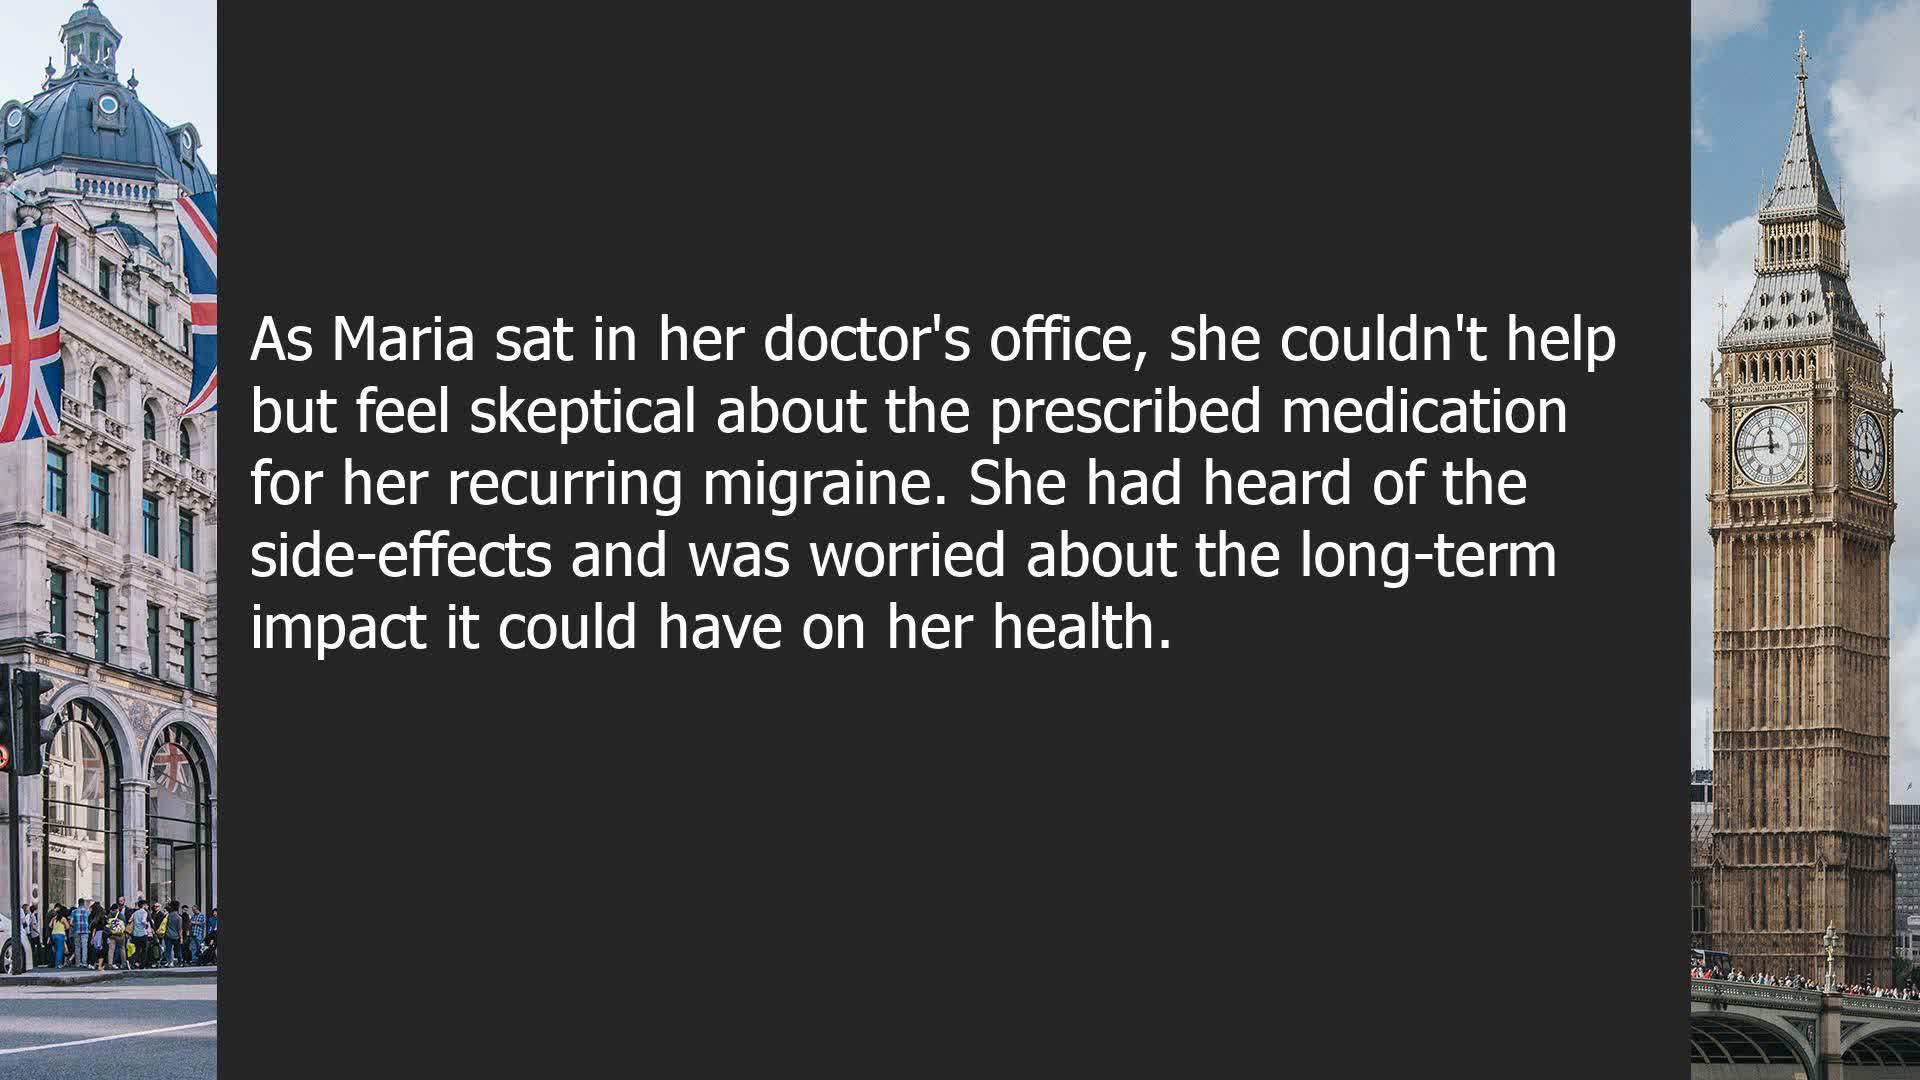 As Maria sat in her doctor's office, she couldn't help
but feel skeptical about the prescribed medication
for her recurring migraine. She had heard of the
side-effects and was worried about the long-term
impact it could have on her health.